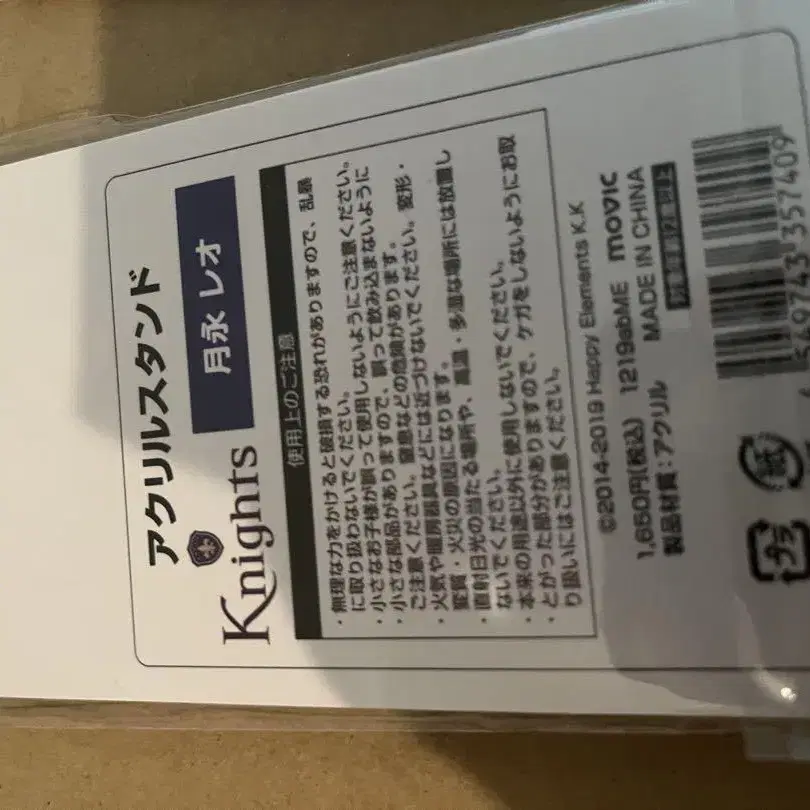 アクリルスタンド
Knights
月永 レオ
使用上のご注意
・無理な力をかけると破損する恐れがありますので、乱暴
に取り扱わないでください。
・小さなお子様が誤って使用しないようにご注意ください。
・小さな部品がありますので、誤って飲み込まないように
ご注意ください。窒息などの危険があります。
・火気や暖房器具などには近づけないでください。変形・
変質・火災の原因になります。
・直射日光の当たる場所や、高温・多湿な場所には放置し
ないでください。
・本来の用途以外に使用しないでください。
・とがった部分がありますので、ケガをしないようにお取
り扱いにはご注意ください。
©2014-2019 Happy Elements K.K
1,650円(税込) 1219abME movic
製品材質：アクリル MADE IN CHINA
対象年齢12歳以上
357409
プラ
紙